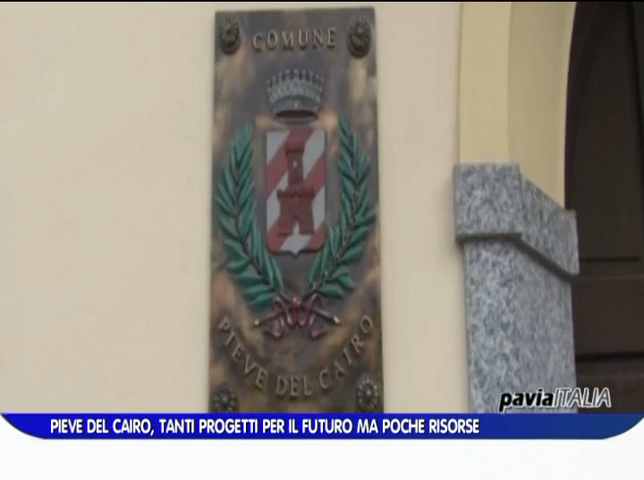 COMUNE
PIEVE DEL CAIRO
paviaITALIA
PIEVE DEL CAIRO, TANTI PROGETTI PER IL FUTURO MA POCHE RISORSE